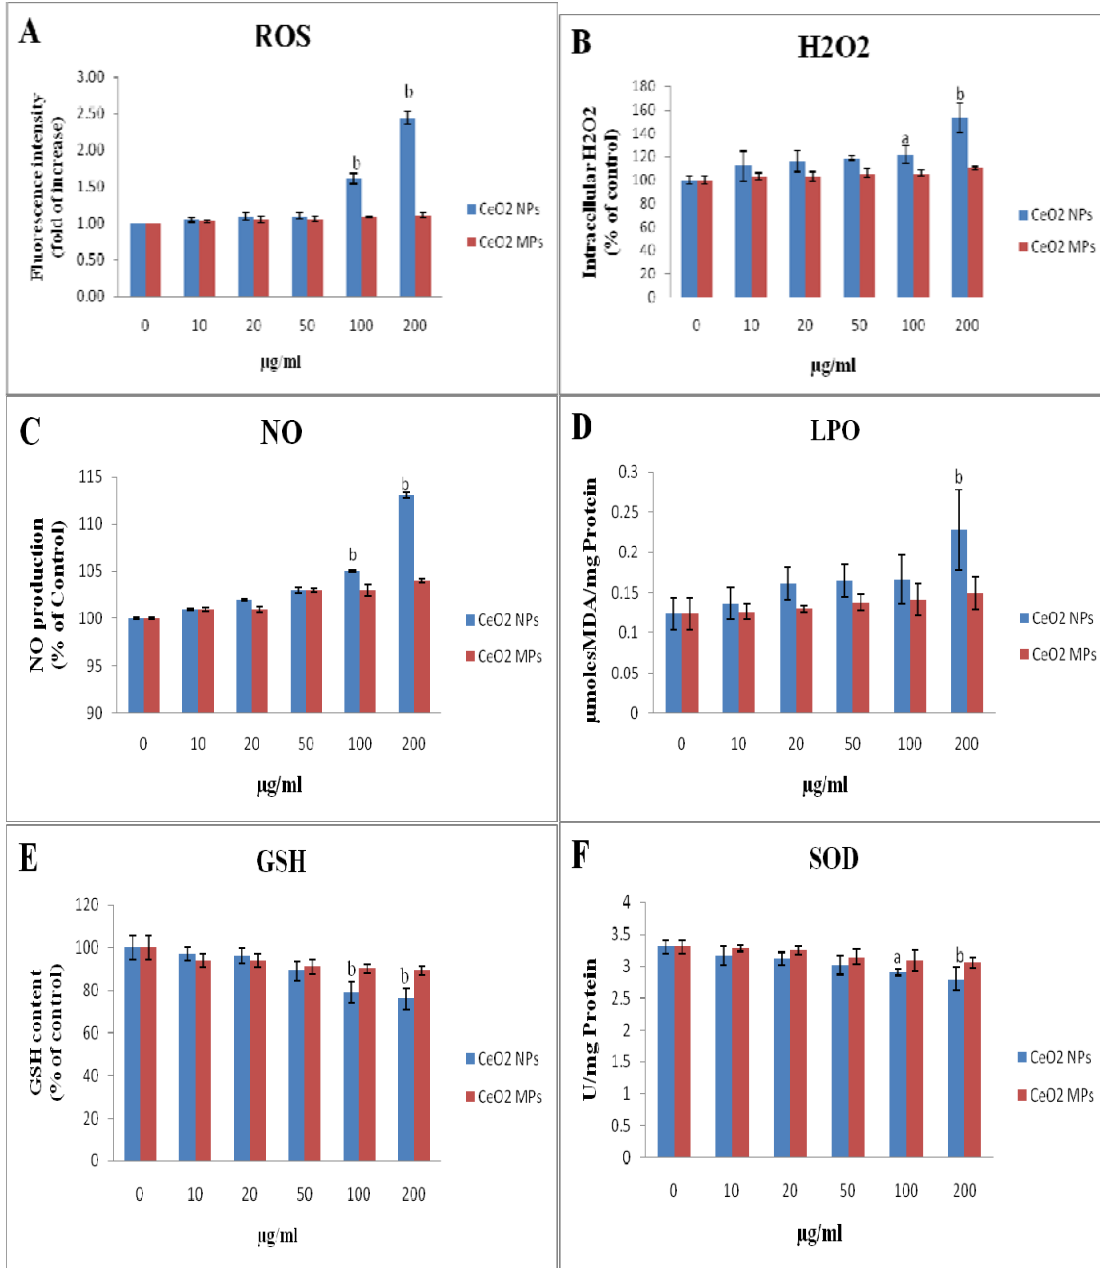 A
ROS
Fluorescence intensity
(fold of increase)
3.00
2.50
2.00
1.50
1.00
0.50
0.00
b
b
0 10 20 50 100 200
µg/ml
CeO2 NPs
CeO2 MPs
B
H2O2
Intracellular H2O2
(% of control)
180
160
140
120
100
80
60
40
20
0
a
b
0 10 20 50 100 200
µg/ml
CeO2 NPs
CeO2 MPs
C
NO
NO production
(% of Control)
115
110
105
100
95
90
b
b
0 10 20 50 100 200
µg/ml
CeO2 NPs
CeO2 MPs
D
LPO
µmolesMDA/mg Protein
0.3
0.25
0.2
0.15
0.1
0.05
0
b
0 10 20 50 100 200
µg/ml
CeO2 NPs
CeO2 MPs
E
GSH
GSH content
(% of control)
120
100
80
60
40
20
0
b
b
0 10 20 50 100 200
µg/ml
CeO2 NPs
CeO2 MPs
F
SOD
U/mg Protein
4
3.5
3
2.5
2
1.5
1
0.5
0
a
b
0 10 20 50 100 200
µg/ml
CeO2 NPs
CeO2 MPs